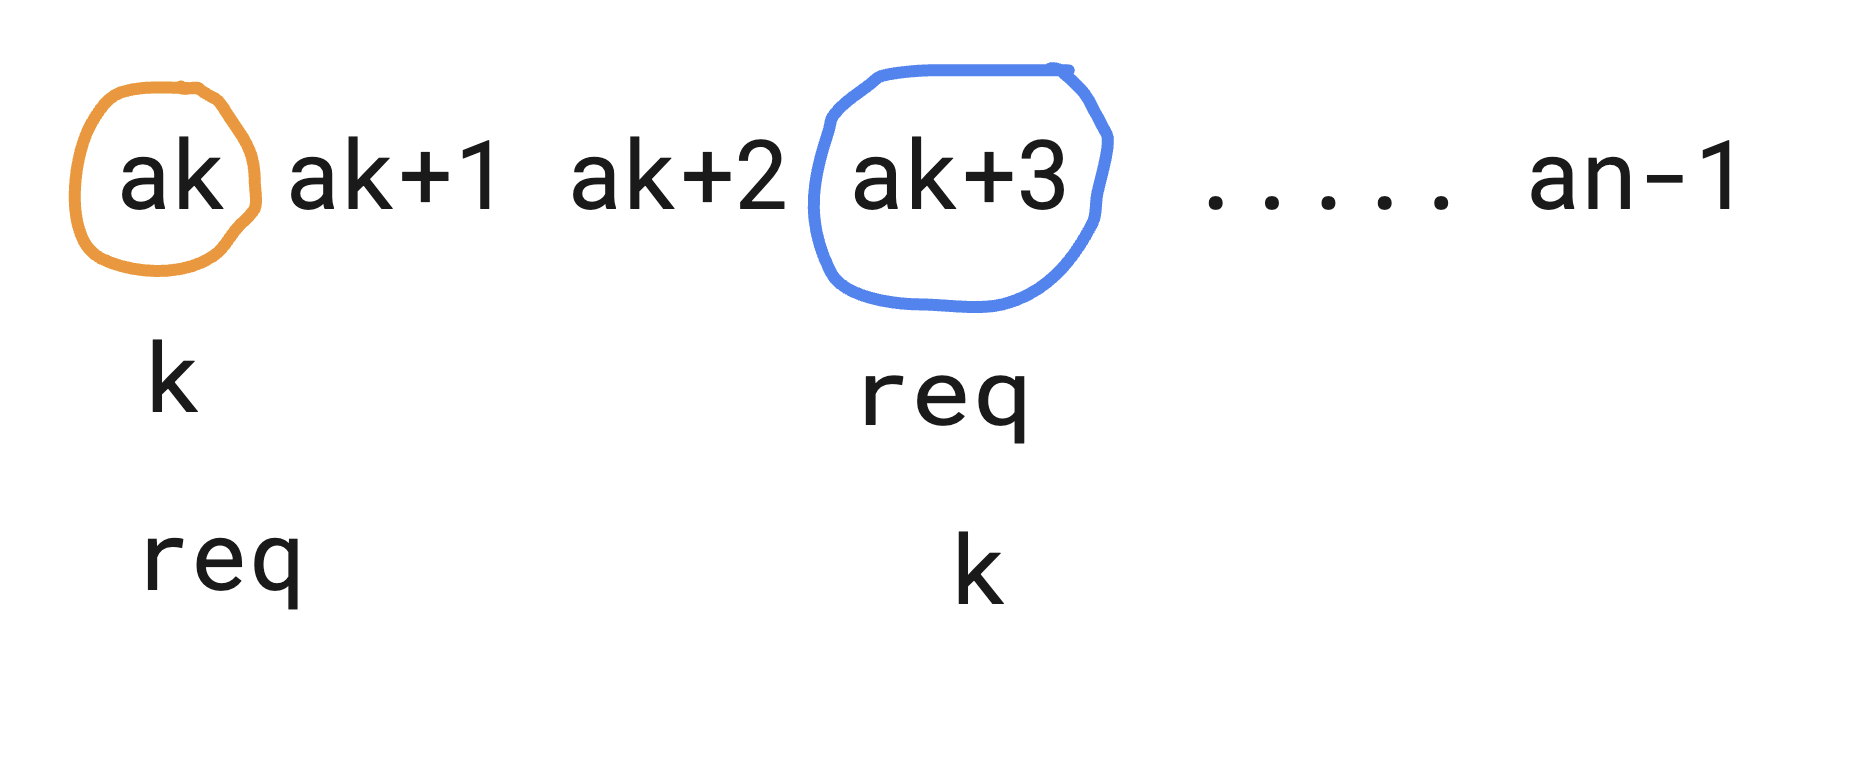 ak ak+1 ak+2 ak+3 ..... an-1
k req
req k